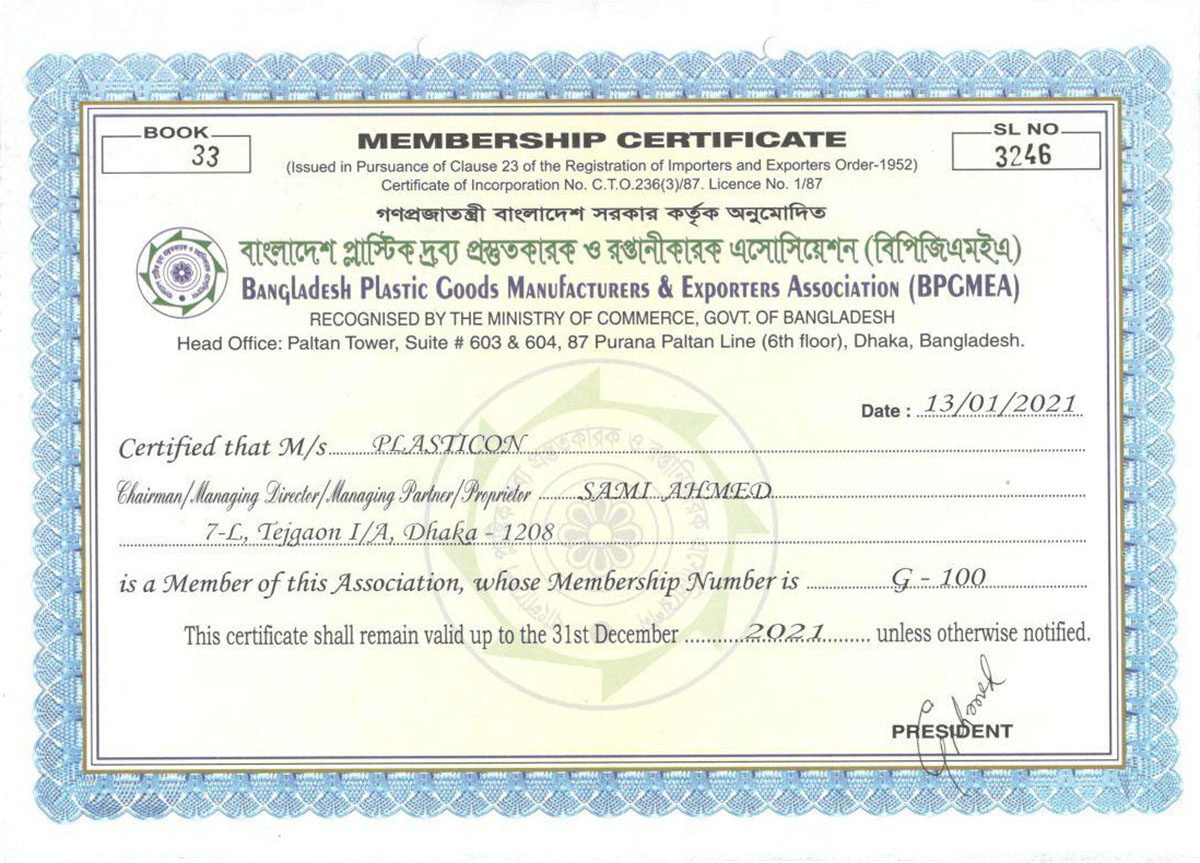 BOOK
33
SL NO
3246
MEMBERSHIP CERTIFICATE
(Issued in Pursuance of Clause 23 of the Registration of Importers and Exporters Order-1952)
Certificate of Incorporation No. C.T.O.236(3)/87. Licence No. 1/87
গণপ্রজাতন্ত্রী বাংলাদেশ সরকার কর্তৃক অনুমোদিত
বাংলাদেশ প্লাস্টিক দ্রব্য প্রস্তুতকারক ও রপ্তানীকারক এসোসিয়েশন (বিপিজিএমইএ)
Bangladesh Plastic Goods Manufacturers & Exporters Association (BPGMEA)
RECOGNISED BY THE MINISTRY OF COMMERCE, GOVT. OF BANGLADESH
Head Office: Paltan Tower, Suite # 603 & 604, 87 Purana Paltan Line (6th floor), Dhaka, Bangladesh.
Date : 13/01/2021
Certified that M/s PLASTICON
Chairman/Managing Director/Managing Partner/Proprietor SAMI AHMED
7-L, Tejgaon I/A, Dhaka - 1208
is a Member of this Association, whose Membership Number is G - 100
This certificate shall remain valid up to the 31st December 2021 unless otherwise notified.
PRESIDENT